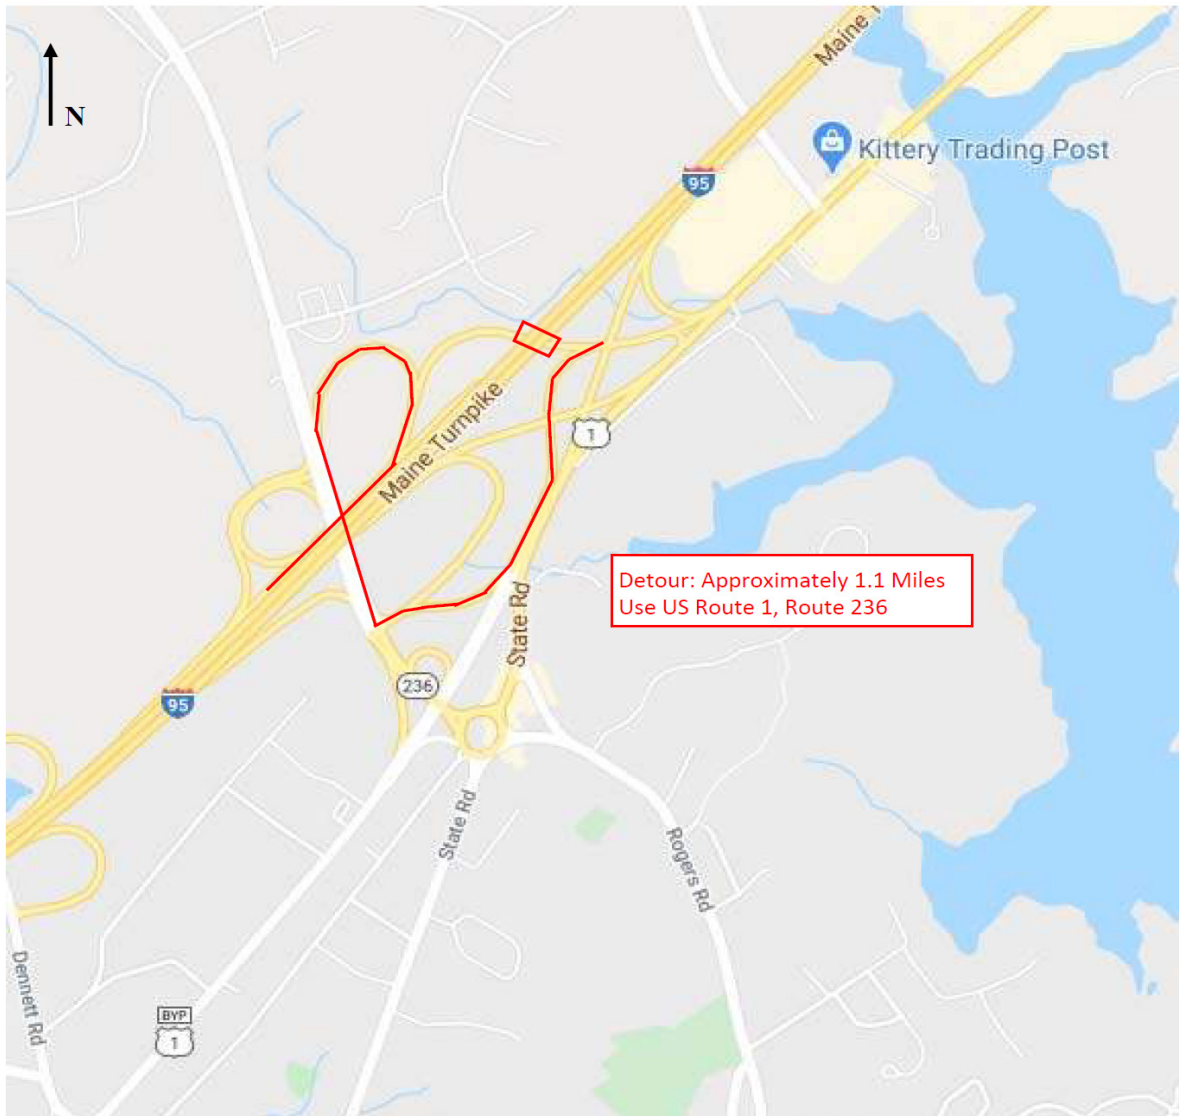 Maine T
N
Kittery Trading Post
95
Maine Turnpike
1
Detour: Approximately 1.1 Miles
Use US Route 1, Route 236
State Rd
236
95
State Rd
Rogers Rd
Dennett Rd
BYP
1